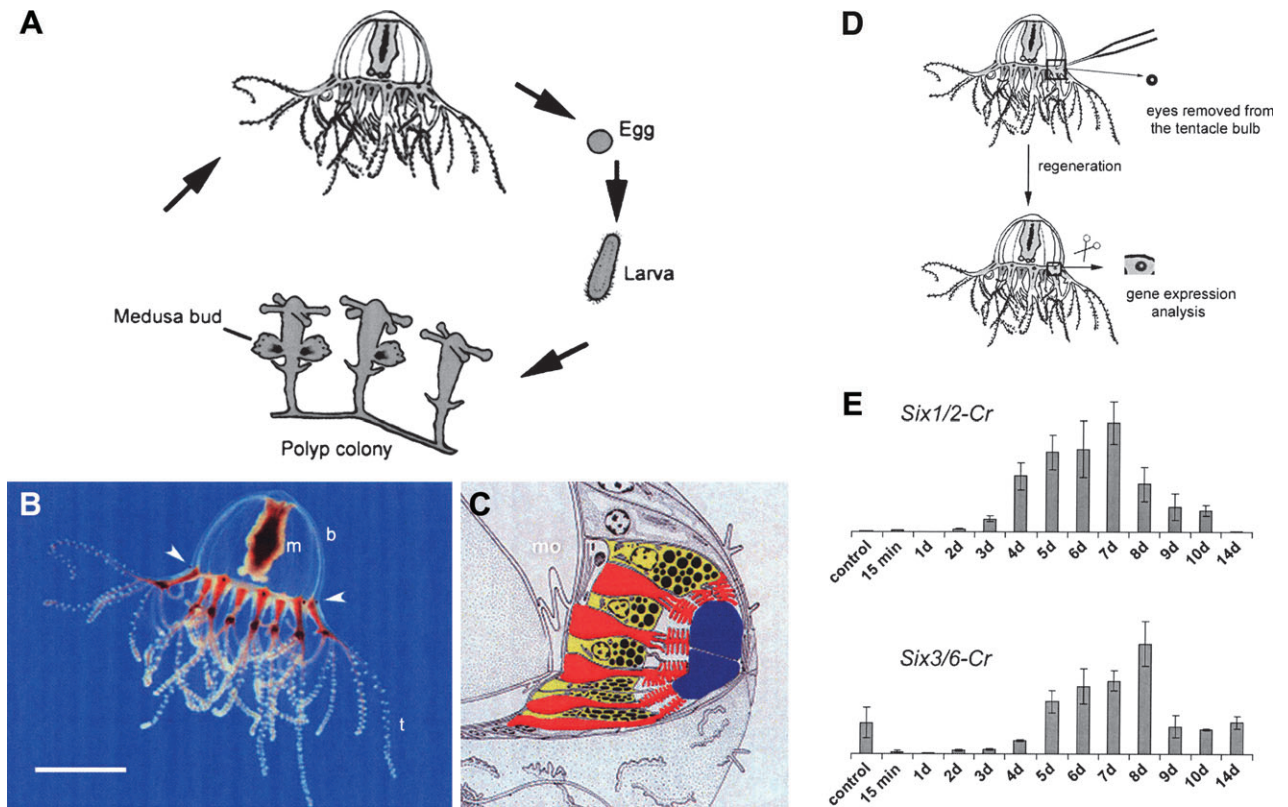 A
Egg
Larva
Medusa bud
Polyp colony
B
b
m
t
C
mo
D
eyes removed from
the tentacle bulb
regeneration
gene expression
analysis
E
Six1/2-Cr
control 15 min 1d 2d 3d 4d 5d 6d 7d 8d 9d 10d 14d
Six3/6-Cr
control 15 min 1d 2d 3d 4d 5d 6d 7d 8d 9d 10d 14d